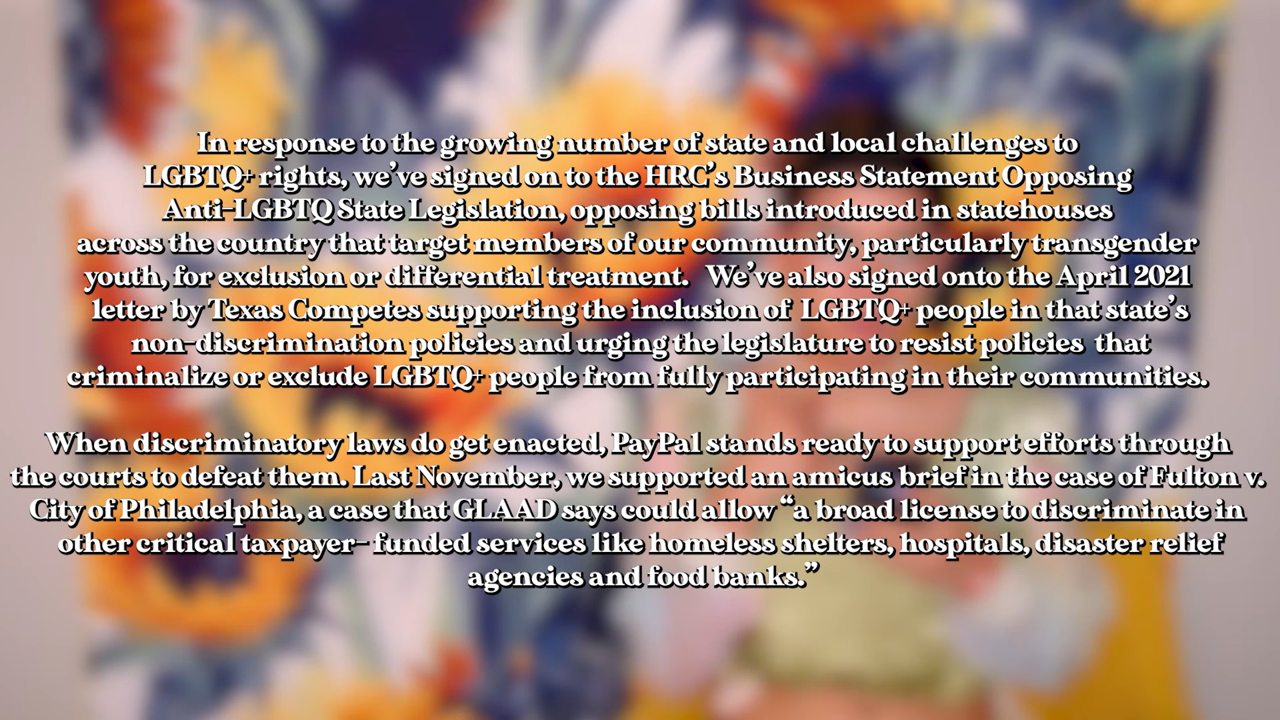 In response to the growing number of state and local challenges to
LGBTQ+ rights, we’ve signed on to the HRC’s Business Statement Opposing
Anti-LGBTQ State Legislation, opposing bills introduced in statehouses
across the country that target members of our community, particularly transgender
youth, for exclusion or differential treatment.  We’ve also signed onto the April 2021
letter by Texas Competes supporting the inclusion of  LGBTQ+ people in that state’s
non-discrimination policies and urging the legislature to resist policies  that
criminalize or exclude LGBTQ+ people from fully participating in their communities.
When discriminatory laws do get enacted, PayPal stands ready to support efforts through
the courts to defeat them. Last November, we supported an amicus brief in the case of Fulton v.
City of Philadelphia, a case that GLAAD says could allow “a broad license to discriminate in
other critical taxpayer-funded services like homeless shelters, hospitals, disaster relief
agencies and food banks.”